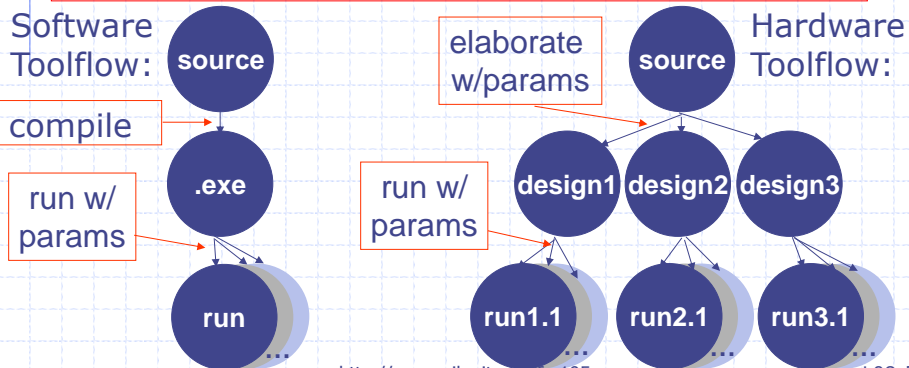 Software
Toolflow:
source
compile
.exe
run w/
params
run
...
Hardware
Toolflow:
elaborate
w/params
source
design1
design2
design3
run w/
params
run1.1
...
run2.1
...
run3.1
...